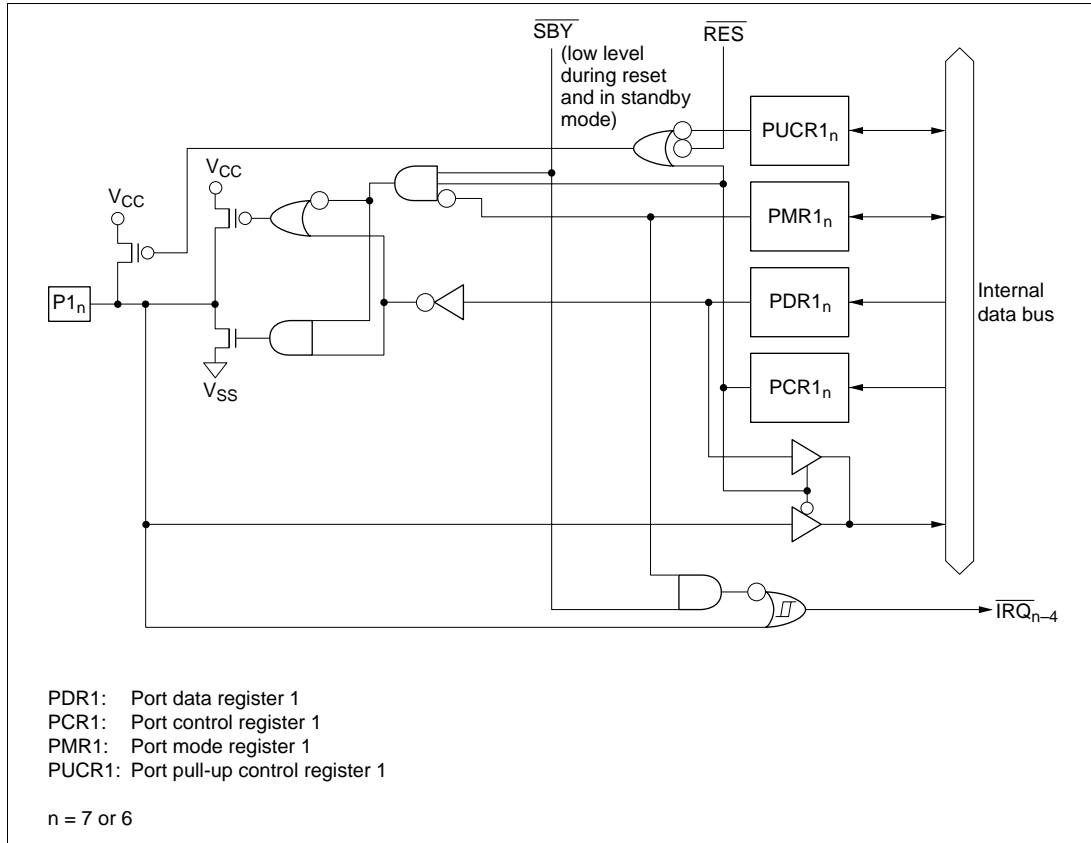 SBY
(low level
during reset
and in standby
mode)
RES
PUCR1n
VCC
VCC
PMR1n
P1n
PDR1n
Internal
data bus
VSS
PCR1n
IRQn–4
PDR1: Port data register 1
PCR1: Port control register 1
PMR1: Port mode register 1
PUCR1: Port pull-up control register 1
n = 7 or 6